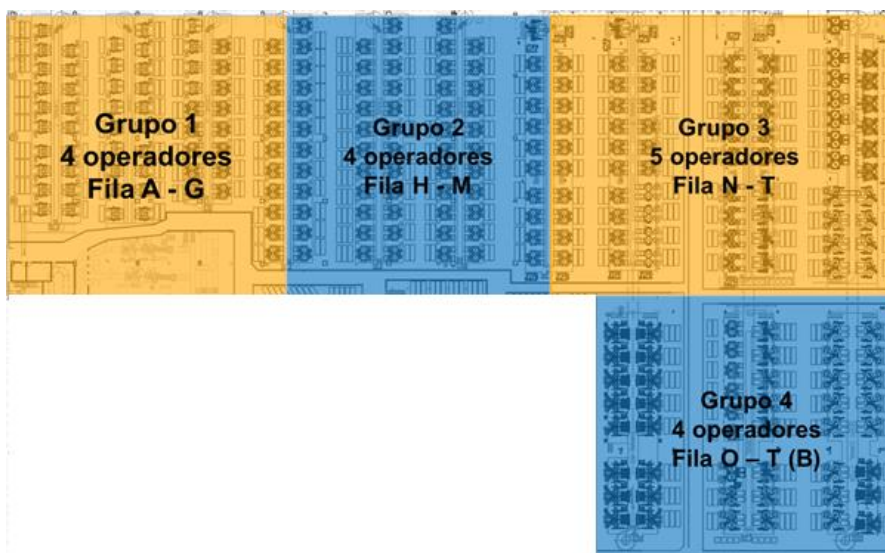 Grupo 1
4 operadores
Fila A - G
Grupo 2
4 operadores
Fila H - M
Grupo 3
5 operadores
Fila N - T
Grupo 4
4 operadores
Fila O – T (B)